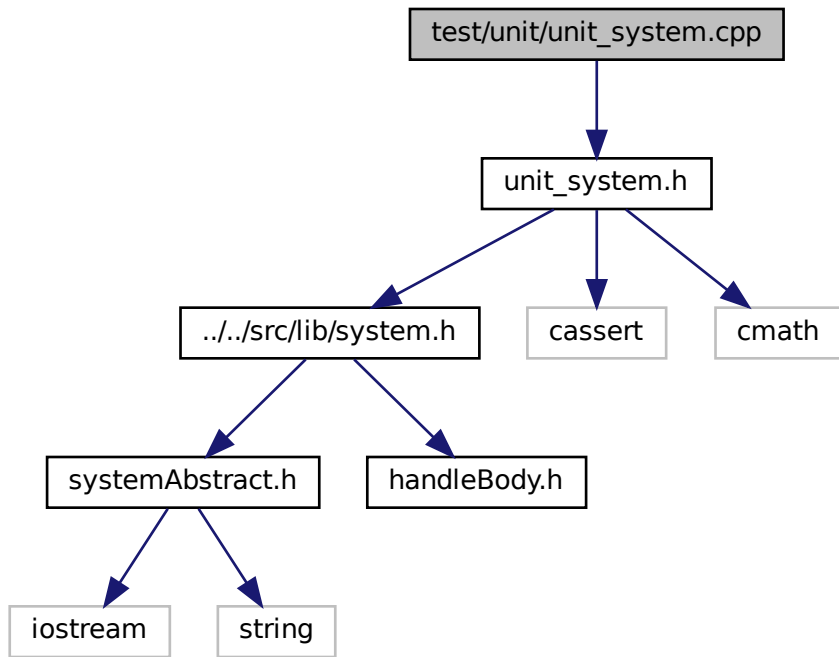 test/unit/unit_system.cpp
unit_system.h
../../src/lib/system.h
cassert
cmath
systemAbstract.h
handleBody.h
iostream
string